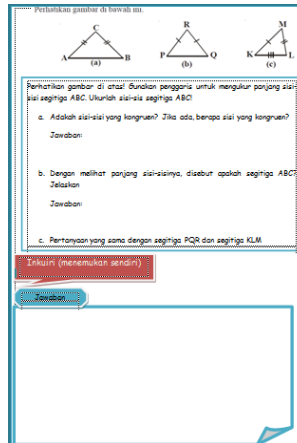 Perhatikan gambar di bawah ini.
C
A
B
(a)
R
P
Q
(b)
M
K
L
(c)
Perhatikan gambar di atas! Gunakan penggaris untuk mengukur panjang sisi-
sisi segitiga ABC. Ukurlah sisi-sis segitiga ABC!
a. Adakah sisi-sisi yang kongruen? Jika ada, berapa sisi yang kongruen?
Jawaban:
b. Dengan melihat panjang sisi-sisinya, disebut apakah segitiga ABC?
Jelaskan
Jawaban:
c. Pertanyaan yang sama dengan segitiga PQR dan segitiga KLM
Inkuiri (menemukan sendiri)
Jawaban